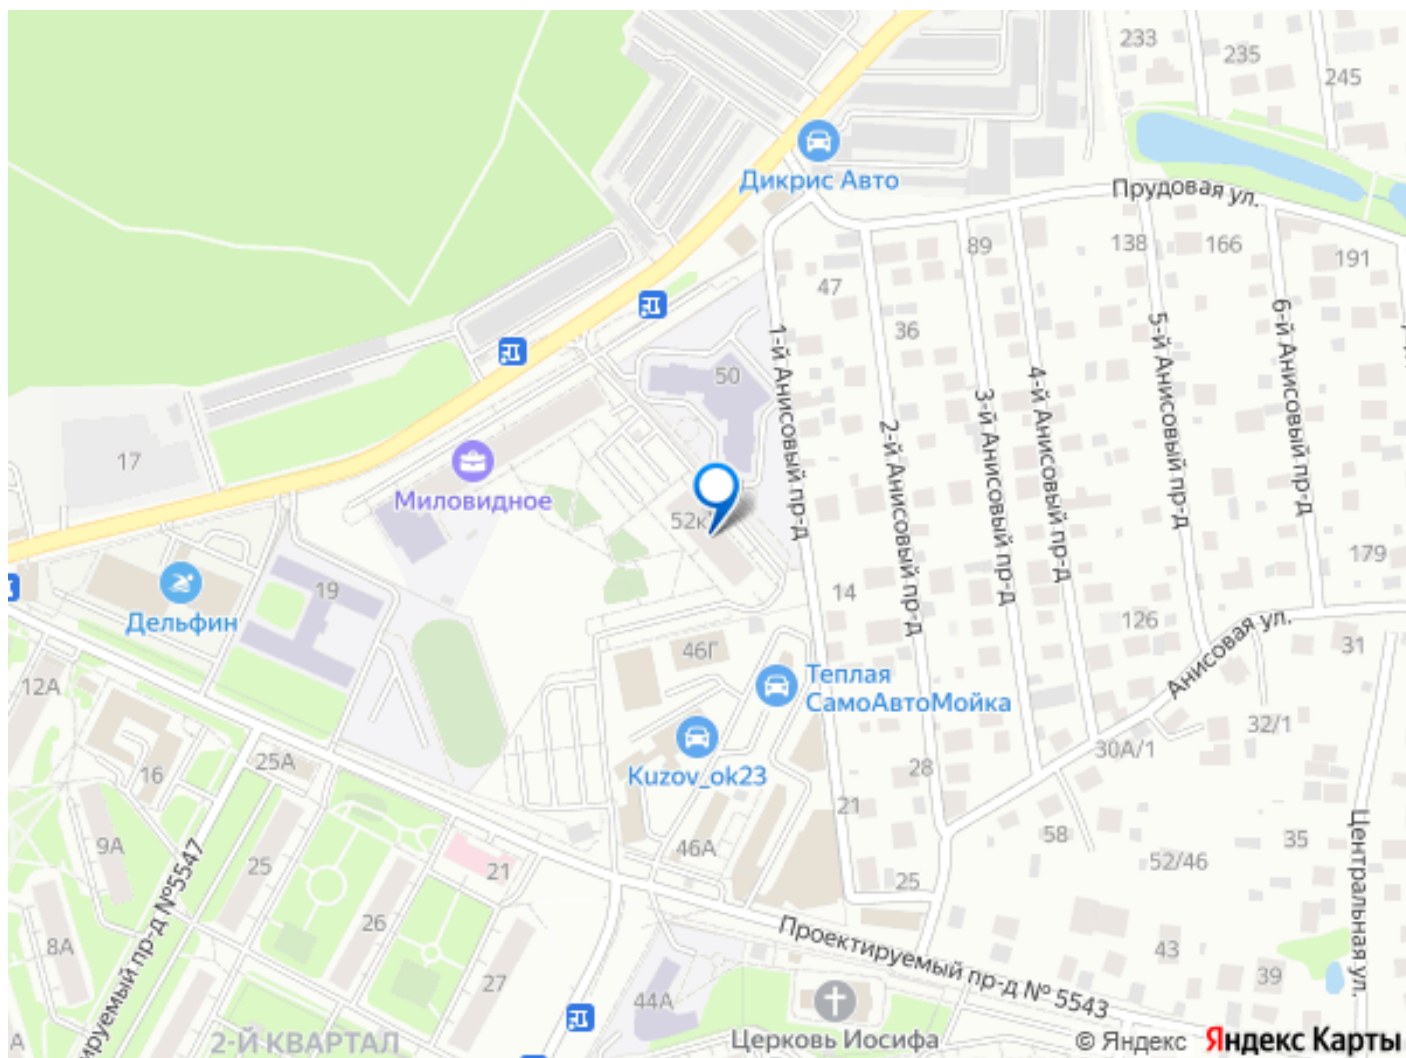 233
235
245
Дикрис Авто
Прудовая ул.
89
138
166
191
47
36
1-й Анисовый пр-д
2-й Анисовый пр-д
3-й Анисовый пр-д
4-й Анисовый пр-д
5-й Анисовый пр-д
6-й Анисовый пр-д
50
17
Миловидное
52к
179
19
Дельфин
14
126
Анисовая ул.
31
46Г
12А
Теплая
СамоАвтоМойка
32/1
30А/1
25А
16
Kuzov_ok23
28
21
58
35
Центральная ул.
9А
25
21
46А
52/46
25
26
8А
27
Проектируемый пр-д № 5543
43
39
ируемый пр-д №5547
44А
А
2-Й КВАРТАЛ
Церковь Иосифа
© Яндекс Яндекс Карты